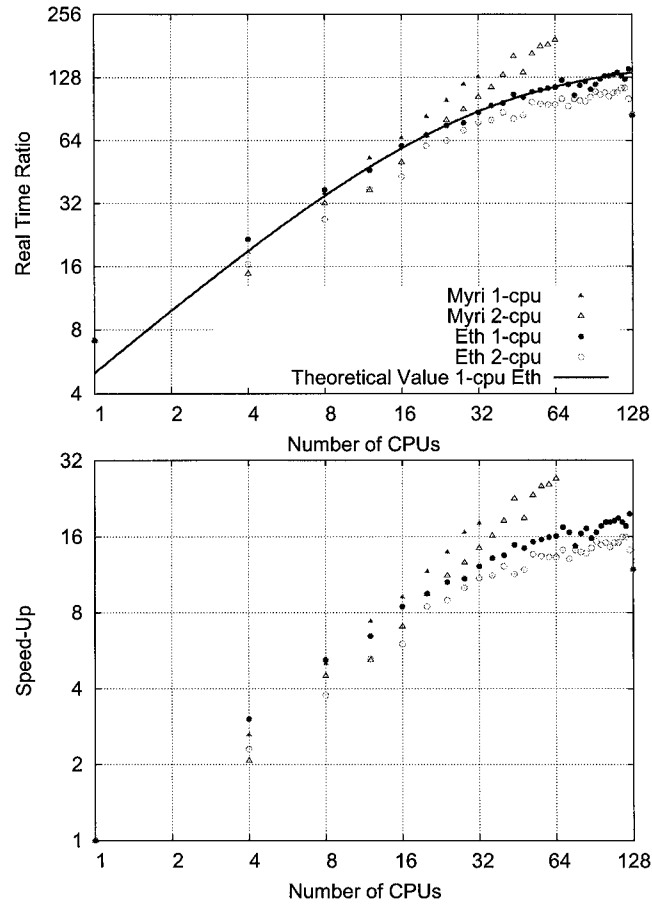 256
128
64
32
16
8
4
Real Time Ratio
Myri 1-cpu
Myri 2-cpu
Eth 1-cpu
Eth 2-cpu
Theoretical Value 1-cpu Eth
1 2 4 8 16 32 64 128
Number of CPUs
32
16
8
4
2
1
Speed-Up
1 2 4 8 16 32 64 128
Number of CPUs